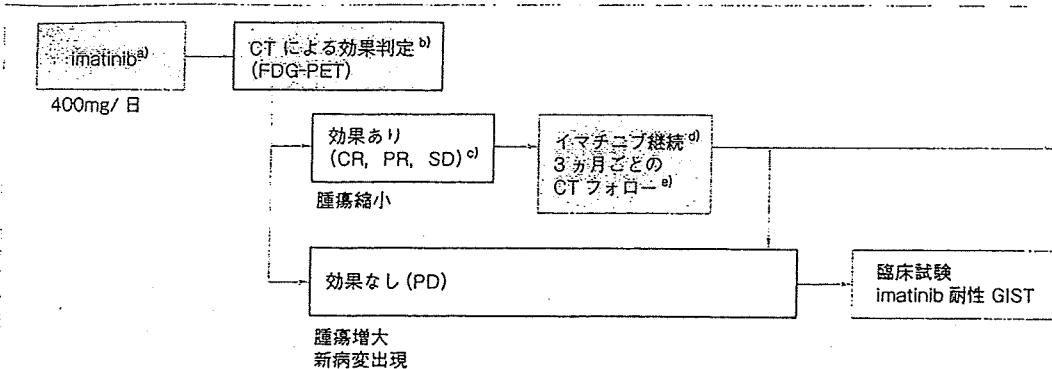 imatinib a)
400mg/日
CT による効果判定 b)
(FDG-PET)
効果あり
(CR, PR, SD) c)
腫瘍縮小
イマチニブ継続 d)
3ヵ月ごとの
CT フォロー e)
効果なし (PD)
腫瘍増大
新病変出現
臨床試験
imatinib 耐性 GIST